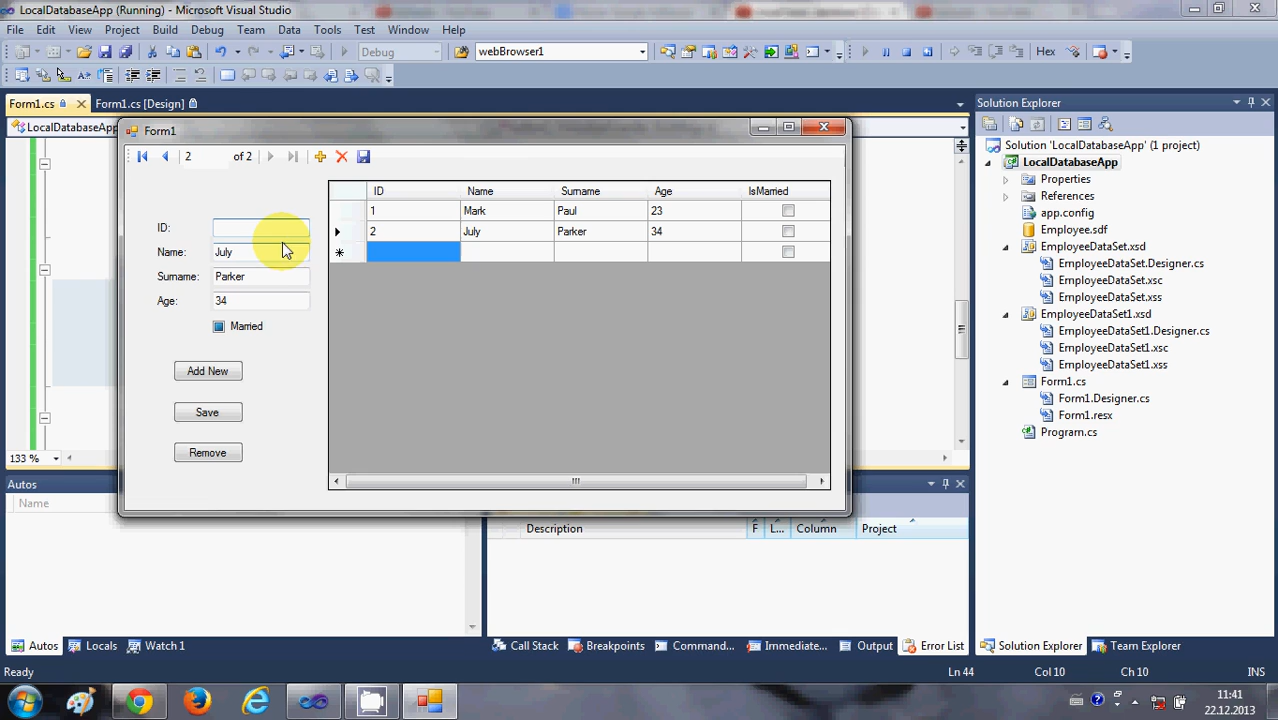 LocalDatabaseApp (Running) - Microsoft Visual Studio
File Edit View Project Build Debug Team Data Tools Test Window Help
Debug webBrowser1 Hex
Form1.cs Form1.cs [Design]
LocalDatabaseApp
Form1
2 of 2
ID Name Surname Age IsMarried
1 Mark Paul 23
2 July Parker 34
ID:
Name: July
Surname: Parker
Age: 34
Married
Add New
Save
Remove
133 %
Autos
Name
Description F L... Column Project
Autos Locals Watch 1
Call Stack Breakpoints Command... Immediate... Output Error List
Solution Explorer
Solution 'LocalDatabaseApp' (1 project)
LocalDatabaseApp
Properties
References
app.config
Employee.sdf
EmployeeDataSet.xsd
EmployeeDataSet.Designer.cs
EmployeeDataSet.xsc
EmployeeDataSet.xss
EmployeeDataSet1.xsd
EmployeeDataSet1.Designer.cs
EmployeeDataSet1.xsc
EmployeeDataSet1.xss
Form1.cs
Form1.Designer.cs
Form1.resx
Program.cs
Solution Explorer Team Explorer
Ready Ln 44 Col 10 Ch 10 INS
11:41
22.12.2013